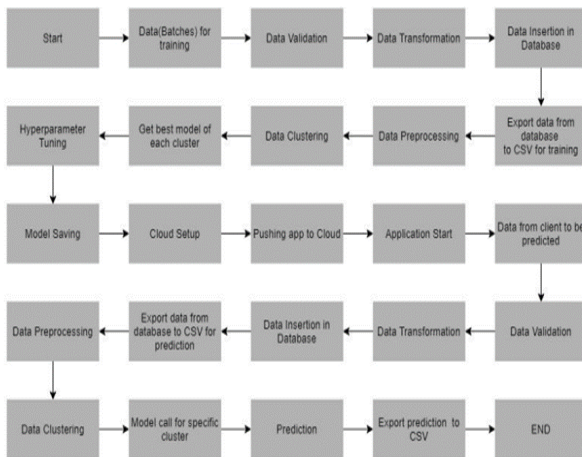 Start
Data(Batches) for
training
Data Validation
Data Transformation
Data Insertion in
Database
Hyperparameter
Tuning
Get best model of
each cluster
Data Clustering
Data Preprocessing
Export data from
database
to CSV for training
Model Saving
Cloud Setup
Pushing app to Cloud
Application Start
Data from client to be
predicted
Data Preprocessing
Export data from
database to CSV for
prediction
Data Insertion in
Database
Data Transformation
Data Validation
Data Clustering
Model call for specific
cluster
Prediction
Export prediction to
CSV
END